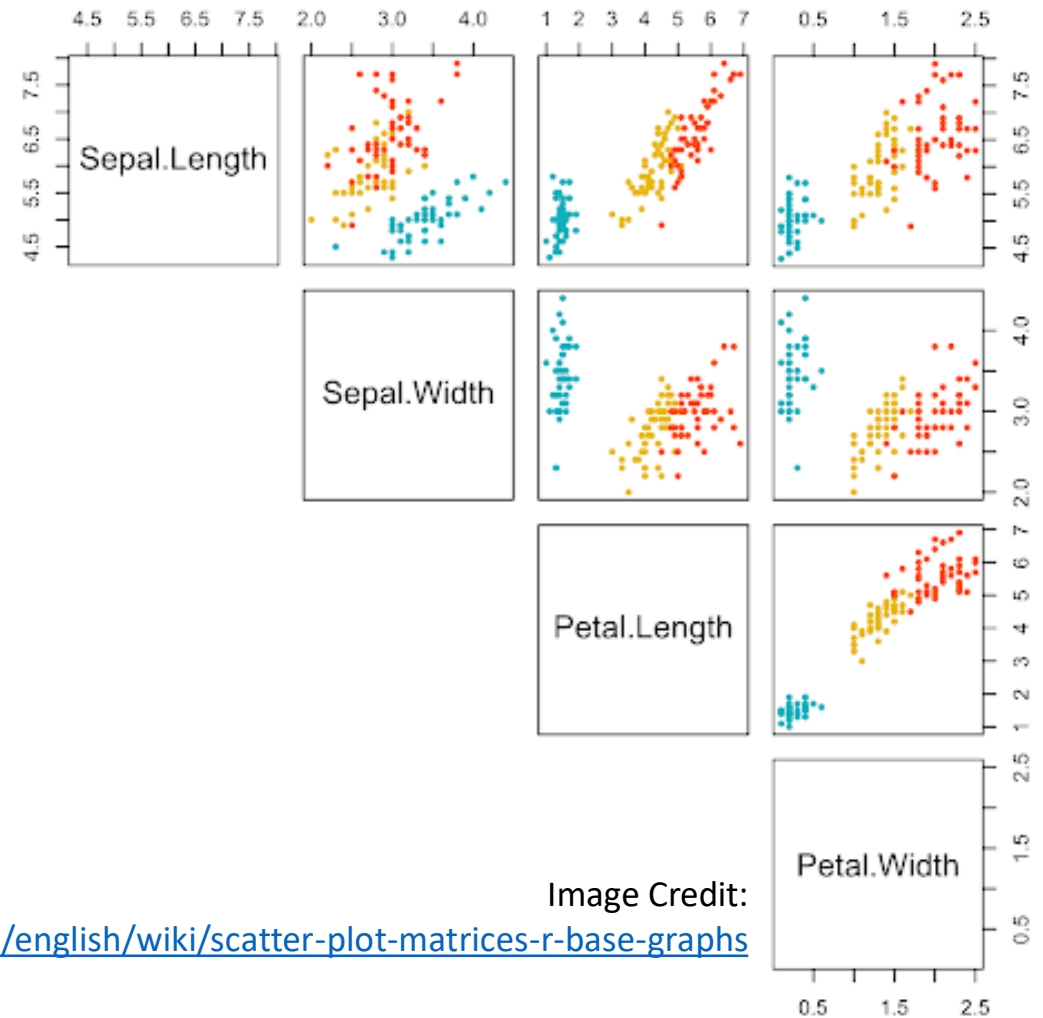 4.5 5.5 6.5 7.5 2.0 3.0 4.0 1 2 3 4 5 6 7 0.5 1.5 2.5
4.5 5.5 6.5 7.5
Sepal.Length
4.5 5.5 6.5 7.5
Sepal.Width
2.0 3.0 4.0
Petal.Length
1 2 3 4 5 6 7
Petal.Width
0.5 1.5 2.5
Image Credit:
/english/wiki/scatter-plot-matrices-r-base-graphs
0.5 1.5 2.5